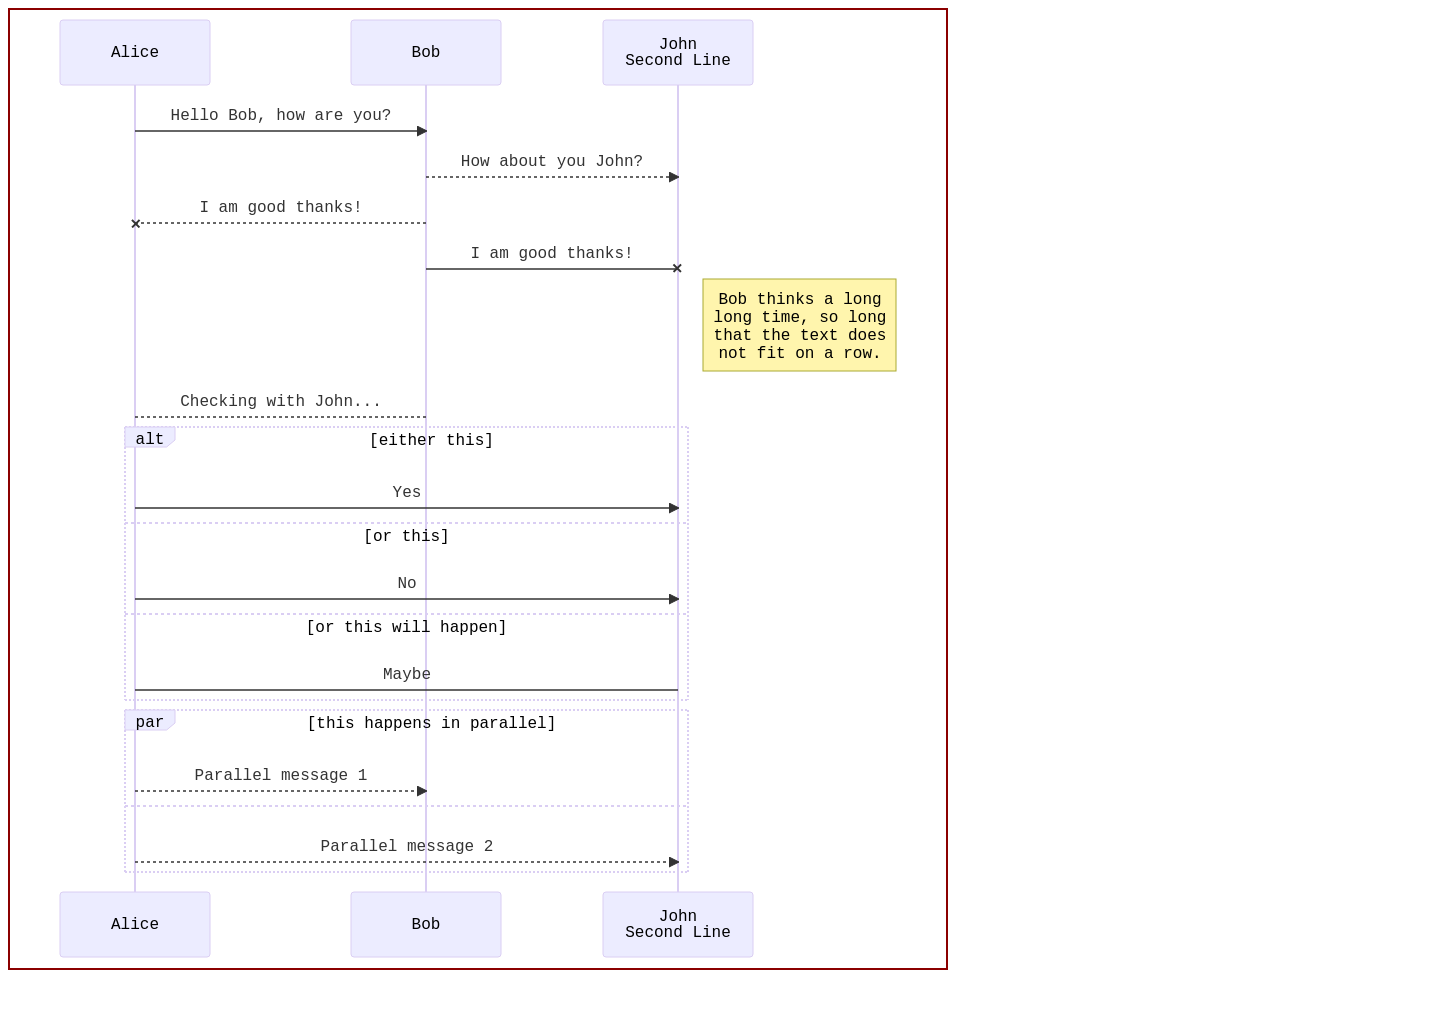 Alice
Bob
John
Second Line
Hello Bob, how are you?
How about you John?
I am good thanks!
I am good thanks!
Bob thinks a long
long time, so long
that the text does
not fit on a row.
Checking with John...
alt
[either this]
Yes
[or this]
No
[or this will happen]
Maybe
par
[this happens in parallel]
Parallel message 1
Parallel message 2
Alice
Bob
John
Second Line